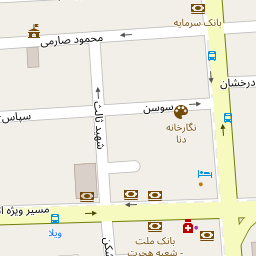 بانک سرمایه
محمود صارمی
درخشان
سوسن
سپاس
نگارخانه
دنا
شهید ثالث
مسیر ویژه
ویلا
بانک ملت
- شعبه هجرت